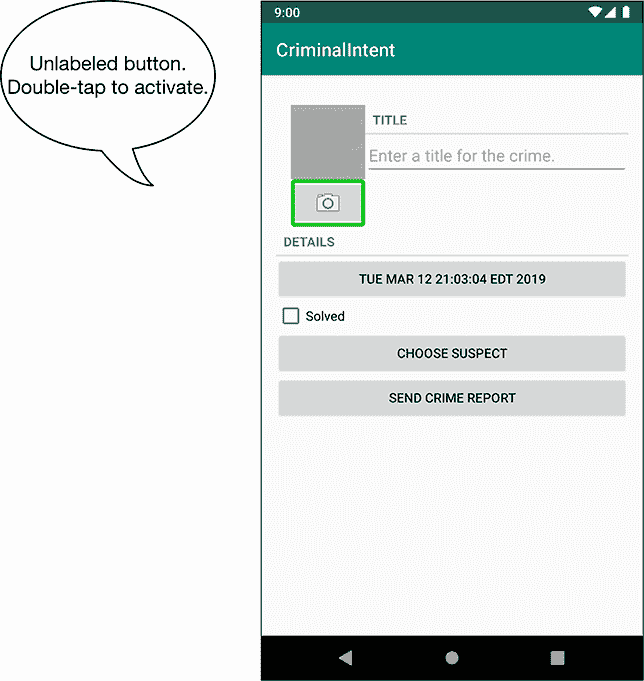 Unlabeled button.
Double-tap to activate.
9:00
CriminalIntent
TITLE
Enter a title for the crime.
DETAILS
TUE MAR 12 21:03:04 EDT 2019
Solved
CHOOSE SUSPECT
SEND CRIME REPORT